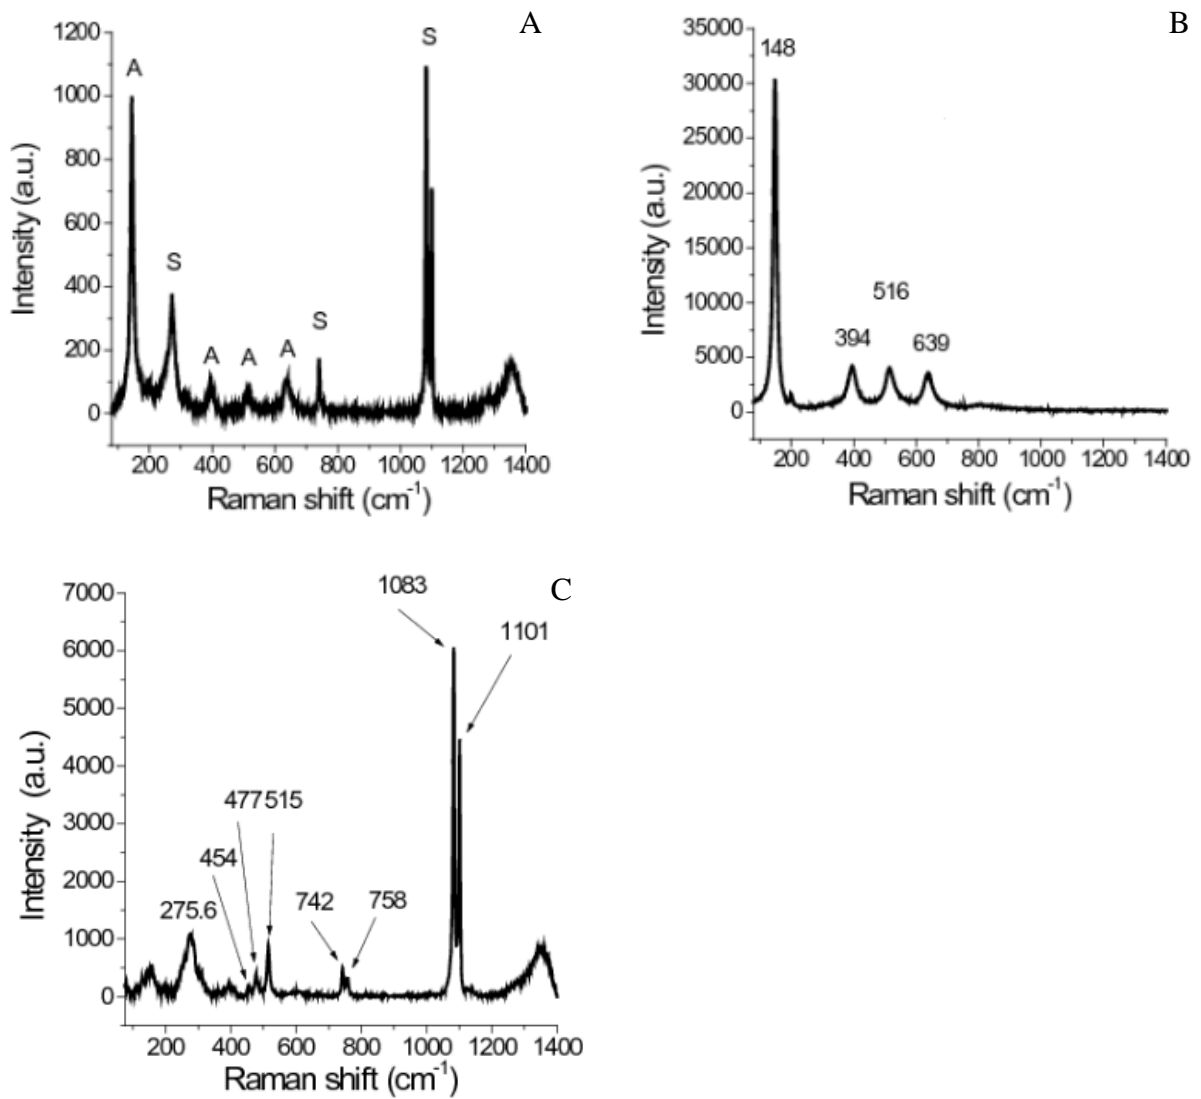 A
1200
1000
800
600
400
200
0
A
S
A
A
A
S
S
200 400 600 800 1000 1200 1400
Raman shift (cm⁻¹)
Intensity (a.u.)
B
35000
30000
25000
20000
15000
10000
5000
0
148
394
516
639
200 400 600 800 1000 1200 1400
Raman shift (cm⁻¹)
Intensity (a.u.)
C
7000
6000
5000
4000
3000
2000
1000
0
275.6
454
477
515
742
758
1083
1101
200 400 600 800 1000 1200 1400
Raman shift (cm⁻¹)
Intensity (a.u.)